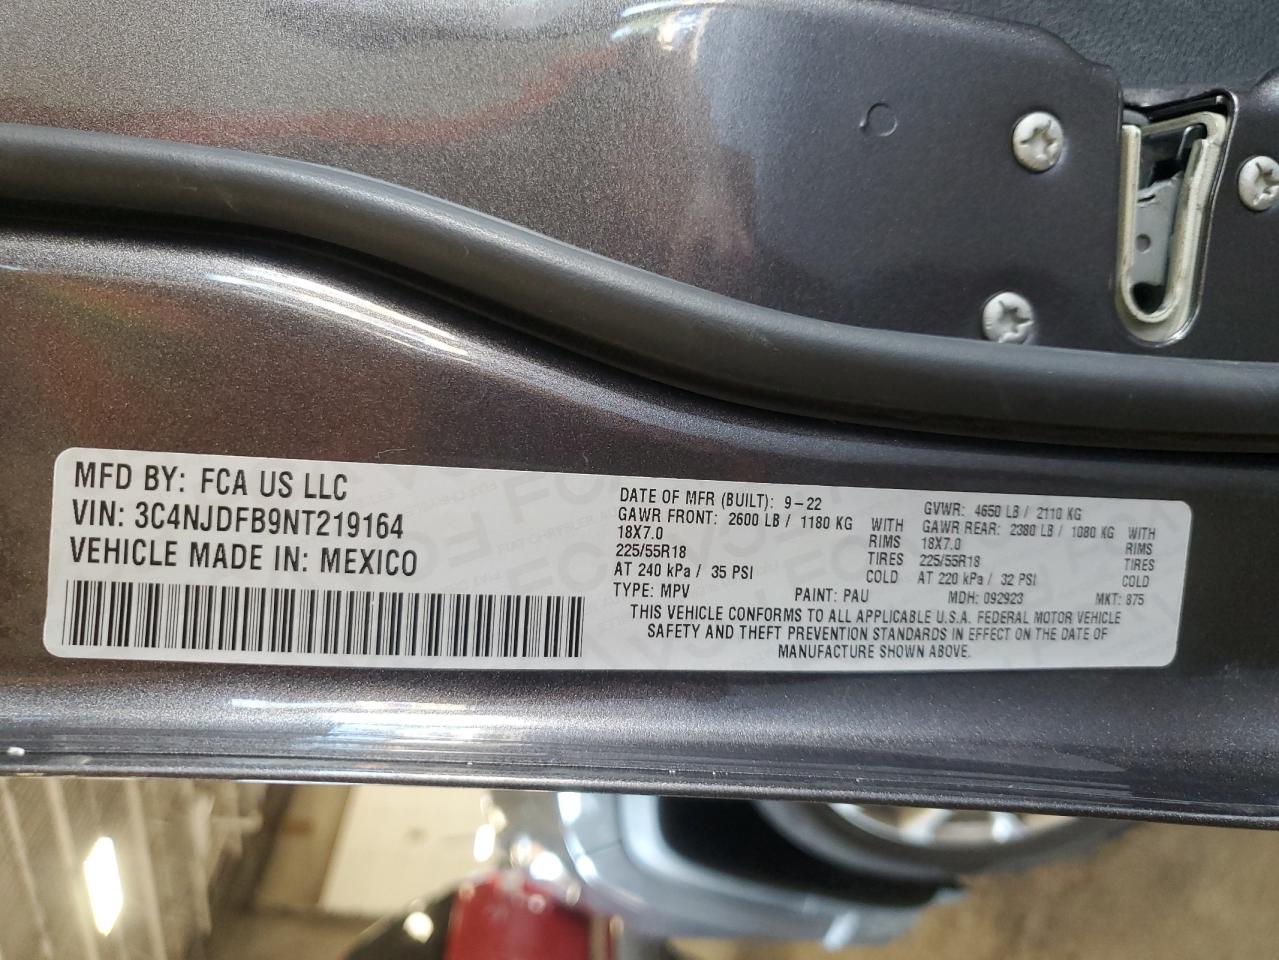 MFD BY: FCA US LLC
VIN: 3C4NJDFB9NT219164
VEHICLE MADE IN: MEXICO
DATE OF MFR (BUILT): 9-22
GAWR FRONT: 2600 LB / 1180 KG WITH
18X7.0 RIMS
225/55R18 TIRES
AT 240 kPa / 35 PSI COLD
GVWR: 4650 LB / 2110 KG
GAWR REAR: 2380 LB / 1080 KG WITH
18X7.0 RIMS
225/55R18 TIRES
AT 220 kPa / 32 PSI COLD
TYPE: MPV PAINT: PAU MDH: 092923 MKT: 875
THIS VEHICLE CONFORMS TO ALL APPLICABLE U.S.A. FEDERAL MOTOR VEHICLE
SAFETY AND THEFT PREVENTION STANDARDS IN EFFECT ON THE DATE OF
MANUFACTURE SHOWN ABOVE.